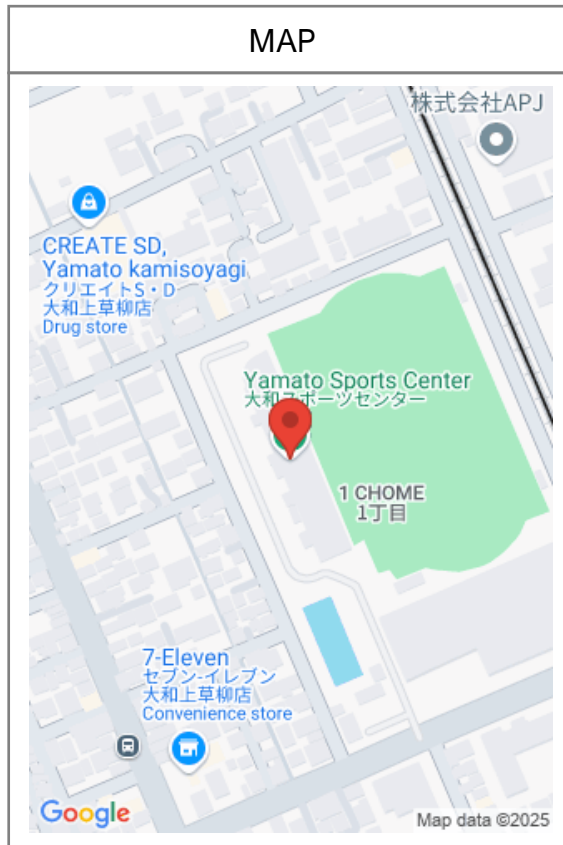 MAP
株式会社APJ
CREATE SD,
Yamato kamisoyagi
クリエイトS・D
大和上草柳店
Drug store
Yamato Sports Center
大和スポーツセンター
1 CHOME
1丁目
7-Eleven
セブン-イレブン
大和上草柳店
Convenience store
Google
Map data ©2025